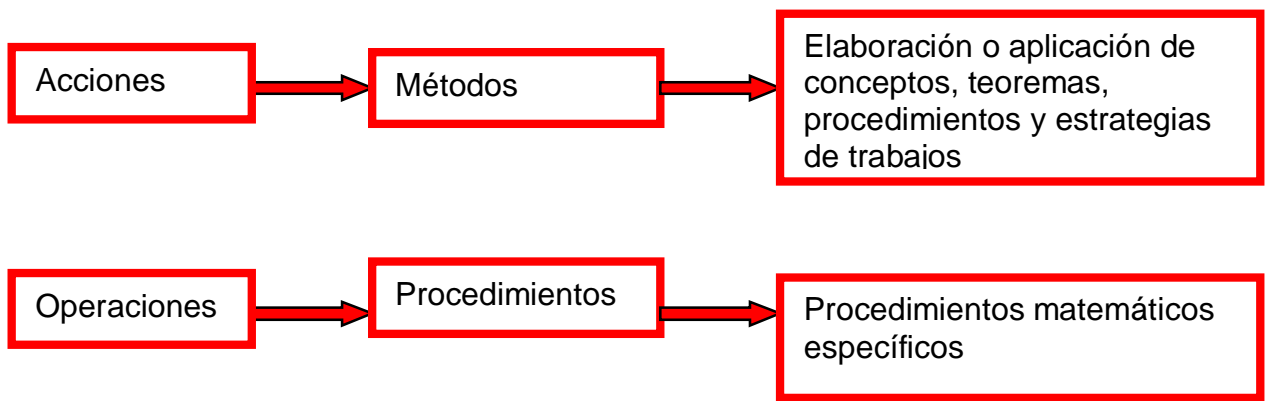 Acciones
Métodos
Elaboración o aplicación de
conceptos, teoremas,
procedimientos y estrategias
de trabajos
Operaciones
Procedimientos
Procedimientos matemáticos
específicos